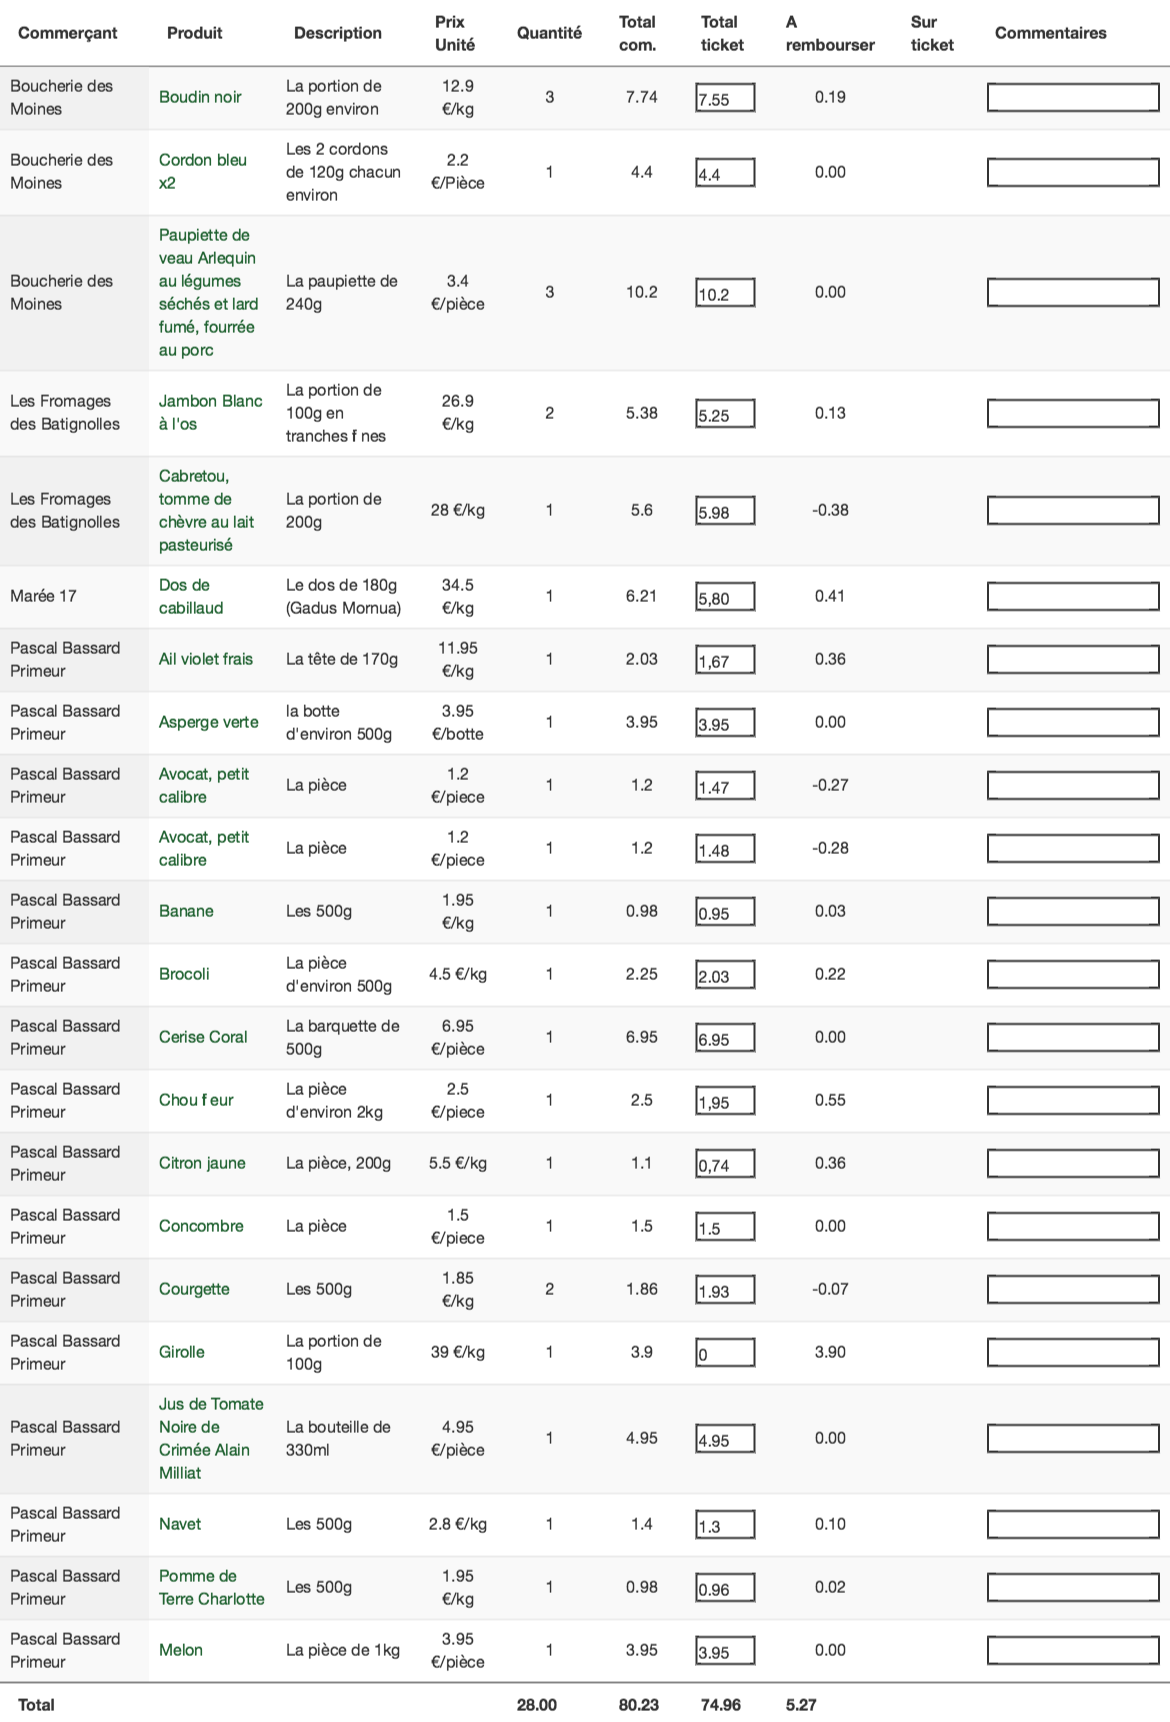 Commerçant Produit Description Prix Unité Quantité Total com. Total ticket A rembourser Sur ticket Commentaires
Boucherie des Moines Boudin noir La portion de 200g environ 12.9 €/kg 3 7.74 7.55 0.19
Boucherie des Moines Cordon bleu x2 Les 2 cordons de 120g chacun environ 2.2 €/Pièce 1 4.4 4.4 0.00
Boucherie des Moines Paupiette de veau Arlequin au légumes séchés et lard fumé, fourrée au porc La paupiette de 240g 3.4 €/pièce 3 10.2 10.2 0.00
Les Fromages des Batignolles Jambon Blanc à l'os La portion de 100g en tranches f nes 26.9 €/kg 2 5.38 5.25 0.13
Les Fromages des Batignolles Cabretou, tomme de chèvre au lait pasteurisé La portion de 200g 28 €/kg 1 5.6 5.98 -0.38
Marée 17 Dos de cabillaud Le dos de 180g (Gadus Mornua) 34.5 €/kg 1 6.21 5,80 0.41
Pascal Bassard Primeur Ail violet frais La tête de 170g 11.95 €/kg 1 2.03 1,67 0.36
Pascal Bassard Primeur Asperge verte la botte d'environ 500g 3.95 €/botte 1 3.95 3.95 0.00
Pascal Bassard Primeur Avocat, petit calibre La pièce 1.2 €/piece 1 1.2 1.47 -0.27
Pascal Bassard Primeur Avocat, petit calibre La pièce 1.2 €/piece 1 1.2 1.48 -0.28
Pascal Bassard Primeur Banane Les 500g 1.95 €/kg 1 0.98 0.95 0.03
Pascal Bassard Primeur Brocoli La pièce d'environ 500g 4.5 €/kg 1 2.25 2.03 0.22
Pascal Bassard Primeur Cerise Coral La barquette de 500g 6.95 €/pièce 1 6.95 6.95 0.00
Pascal Bassard Primeur Chou f eur La pièce d'environ 2kg 2.5 €/piece 1 2.5 1,95 0.55
Pascal Bassard Primeur Citron jaune La pièce, 200g 5.5 €/kg 1 1.1 0,74 0.36
Pascal Bassard Primeur Concombre La pièce 1.5 €/piece 1 1.5 1.5 0.00
Pascal Bassard Primeur Courgette Les 500g 1.85 €/kg 2 1.86 1.93 -0.07
Pascal Bassard Primeur Girolle La portion de 100g 39 €/kg 1 3.9 0 3.90
Pascal Bassard Primeur Jus de Tomate Noire de Crimée Alain Milliat La bouteille de 330ml 4.95 €/pièce 1 4.95 4.95 0.00
Pascal Bassard Primeur Navet Les 500g 2.8 €/kg 1 1.4 1.3 0.10
Pascal Bassard Primeur Pomme de Terre Charlotte Les 500g 1.95 €/kg 1 0.98 0.96 0.02
Pascal Bassard Primeur Melon La pièce de 1kg 3.95 €/pièce 1 3.95 3.95 0.00
Total 28.00 80.23 74.96 5.27